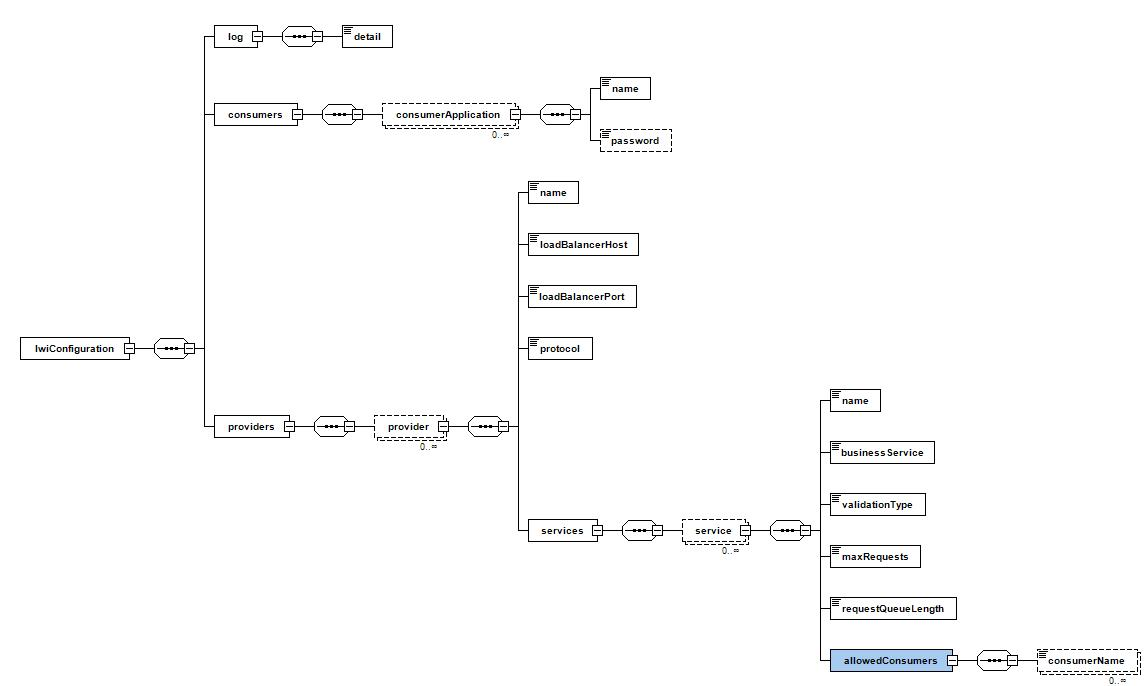 log
detail
name
consumers
consumerApplication
0..∞
password
name
loadBalancerHost
loadBalancerPort
lwiConfiguration
protocol
name
providers
provider
0..∞
businessService
validationType
services
service
0..∞
maxRequests
requestQueueLength
allowedConsumers
consumerName
0..∞